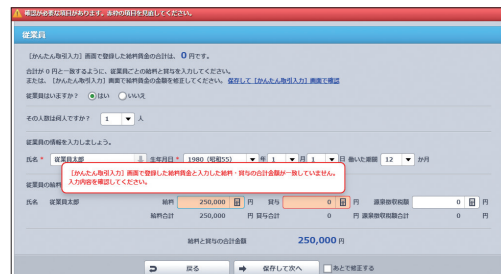 確認が必要な項目があります。赤枠の項目を見直してください。
従業員
[かんたん取引入力] 画面で登録した給料賃金の合計は、 0 円です。
合計が 0 円と一致するように、従業員ごとの給料と賞与を入力してください。
または、[かんたん取引入力] 画面で給料賃金の金額を修正してください。 保存して [かんたん取引入力] 画面で確認
従業員はいますか? はい いいえ
その人数は何人ですか? 1 人
従業員の情報を入力しましょう。
氏名 * 従業員太郎 生年月日 * 1980 (昭和55) 年 1 月 1 日 働いた期間 12 か月
[かんたん取引入力] 画面で登録した給料賃金と入力した給料・賞与の合計金額が一致していません。
入力内容を確認してください。
従業員の給料
氏名 従業員太郎 給料 250,000 円 賞与 0 円 源泉徴収税額 0 円
給料合計 250,000 円 賞与合計 0 円 源泉徴収税額合計 0 円
給料と賞与の合計金額 250,000 円
戻る 保存して次へ あとで修正する